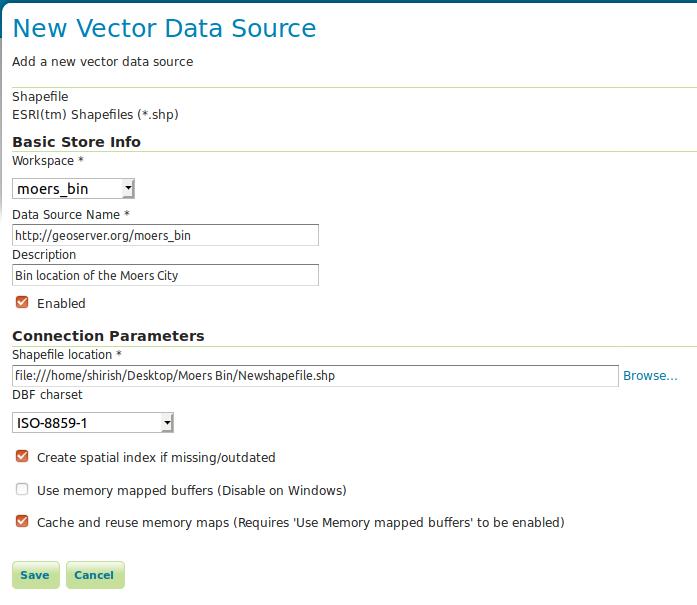 New Vector Data Source
Add a new vector data source
Shapefile
ESRI(tm) Shapefiles (*.shp)
Basic Store Info
Workspace *
moers_bin
Data Source Name *
http://geoserver.org/moers_bin
Description
Bin location of the Moers City
Enabled
Connection Parameters
Shapefile location *
file:///home/shirish/Desktop/Moers Bin/Newshapefile.shp Browse...
DBF charset
ISO-8859-1
Create spatial index if missing/outdated
Use memory mapped buffers (Disable on Windows)
Cache and reuse memory maps (Requires 'Use Memory mapped buffers' to be enabled)
Save Cancel